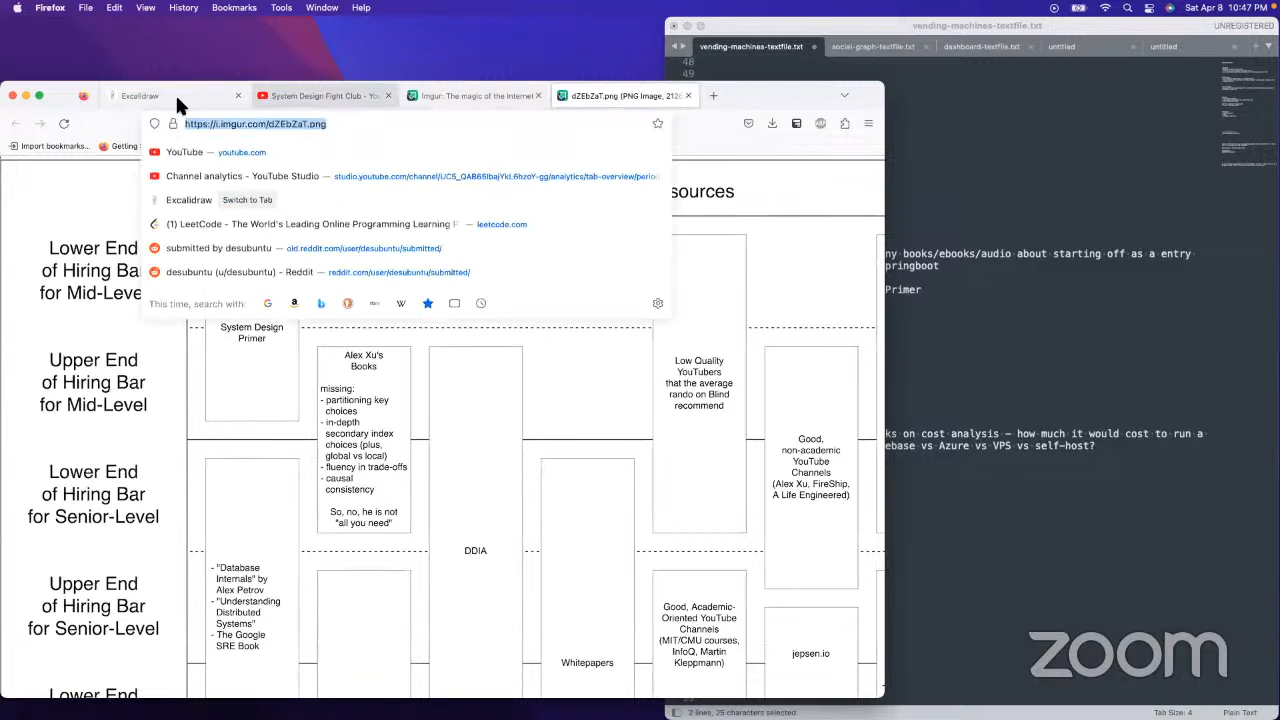 Firefox File Edit View History Bookmarks Tools Window Help
Sat Apr 8 10:47 PM
vending-machines-textfile.txt
UNREGISTERED
vending-machines-textfile.txt
social-graph-textfile.txt
dashboard-textfile.txt
untitled
untitled
48
49
Excalidraw
System Design Fight Club - Yo
Imgur: The magic of the Intern
dZEbZaT.png (PNG Image, 2126
https://i.imgur.com/dZEbZaT.png
Import bookmarks...
Getting
YouTube — youtube.com
Channel analytics - YouTube Studio
Excalidraw Switch to Tab
(1) LeetCode - The World's Leading Online Programming Learning P — leetcode.com
submitted by desubuntu — old.reddit.com/user/desubuntu/submitted/
desubuntu (u/desubuntu) - Reddit — reddit.com/user/desubuntu/submitted/
This time, search with:
sources
Lower End
of Hiring Bar
for Mid-Leve
Upper End
of Hiring Bar
for Mid-Level
Lower End
of Hiring Bar
for Senior-Level
Upper End
of Hiring Bar
for Senior-Level
Lower End
System Design
Primer
Alex Xu's
Books
missing:
- partitioning key
choices
- in-depth
secondary index
choices (plus,
global vs local)
- fluency in trade-offs
- causal
consistency
So, no, he is not
"all you need"
- "Database
Internals" by
Alex Petrov
- "Understanding
Distributed
Systems"
- The Google
SRE Book
DDIA
Whitepapers
Low Quality
YouTubers
that the average
rando on Blind
recommend
Good, Academic-
Oriented YouTube
Channels
(MIT/CMU courses,
InfoQ, Martin
Kleppmann)
Good,
non-academic
YouTube
Channels
(Alex Xu, FireShip,
A Life Engineered)
jepsen.io
ny books/ebooks/audio about starting off as a entry
pringboot
Primer
ks on cost analysis - how much it would cost to run a
ebase vs Azure vs VPS vs self-host?
zoom
2 lines, 25 characters selected
Tab Size: 4
Plain Text